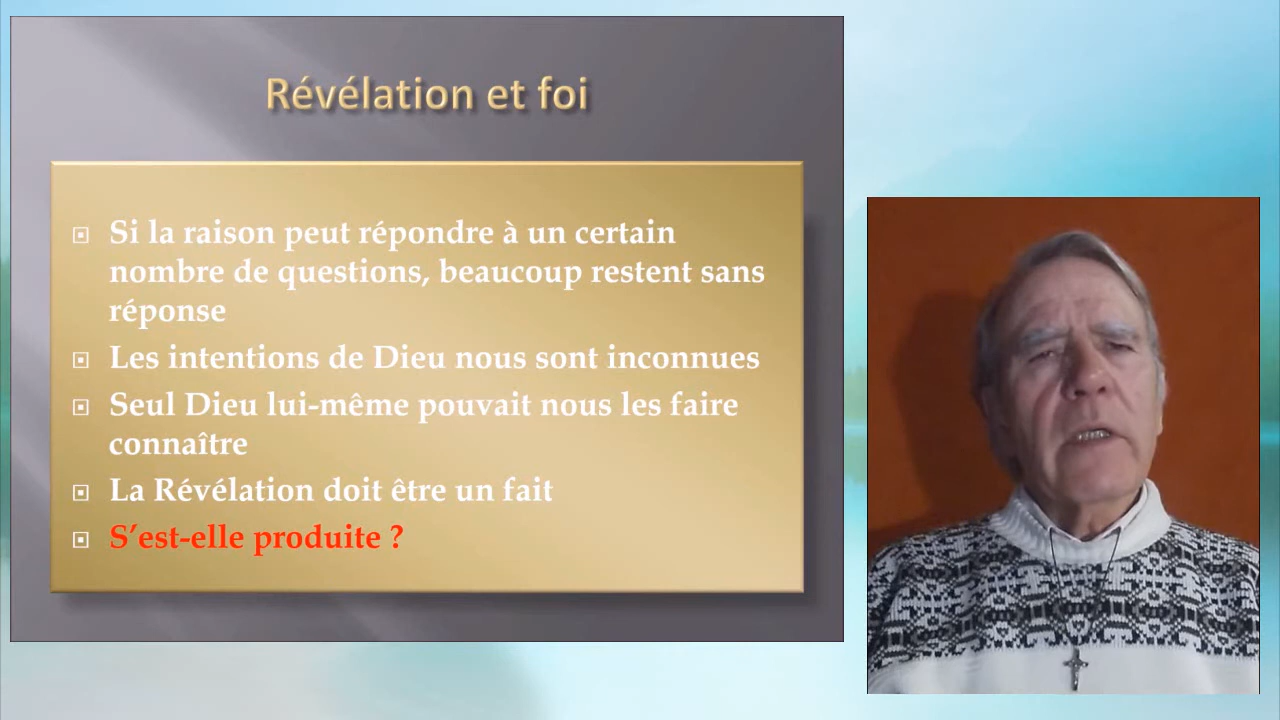 Révélation et foi
Si la raison peut répondre à un certain
nombre de questions, beaucoup restent sans
réponse
Les intentions de Dieu nous sont inconnues
Seul Dieu lui-même pouvait nous les faire
connaître
La Révélation doit être un fait
S’est-elle produite ?